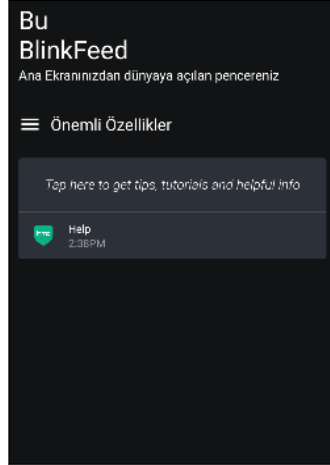 Bu
BlinkFeed
Ana Ekranınızdan dünyaya açılan pencereniz
Önemli Özellikler
Tap here to get tips, tutorials and helpful info
hTC
Help
2:38PM